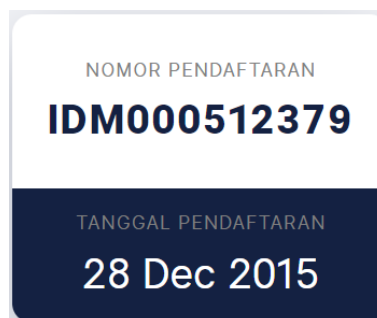 NOMOR PENDAFTARAN
IDM000512379
TANGGAL PENDAFTARAN
28 Dec 2015